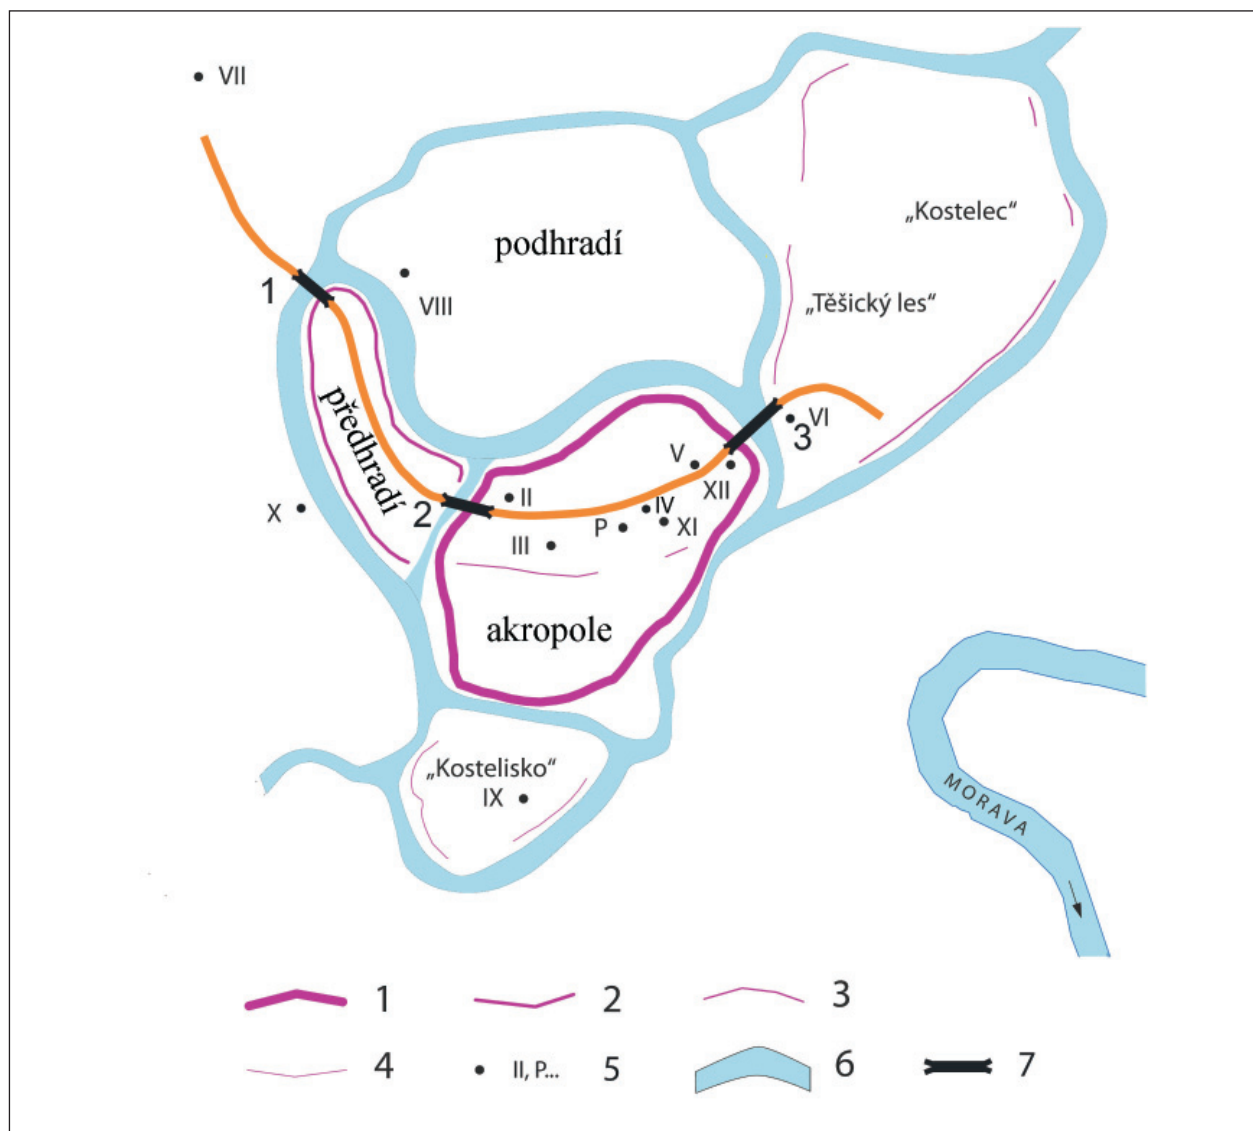 VII
„Kostelec“
podhradí
1
VIII
„Těšický les“
předhradí
VI
3
V
XII
II
2
X
IV
P
XI
III
akropole
„Kostelisko“
IX
MORAVA
1
2
3
4
II, P...
5
6
7